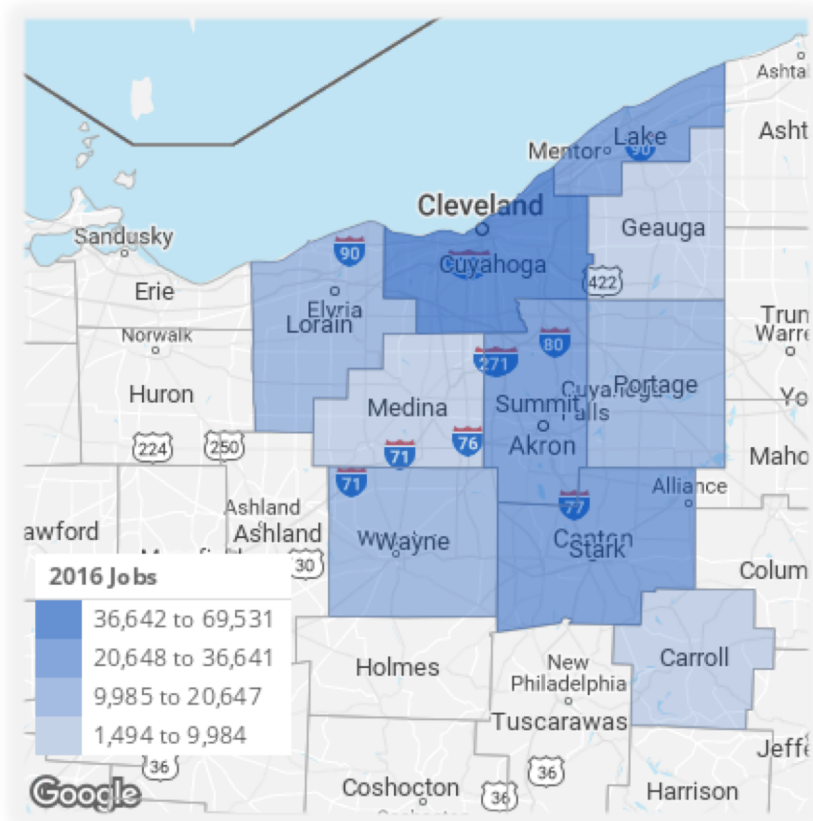 Ashta
Lake
Asht
Mentor
90
Cleveland
Sandusky
Geauga
90
Cuyahoga
422
Erie
Elyria
Lorain
Trun
Warre
Norwalk
80
271
Huron
Portage
Yo
Medina
Summit
Cuyahoga
Falls
Akron
76
224
250
71
Maho
71
Alliance
77
Ashland
awford
Ashland
Wayne
Canton
Stark
30
2016 Jobs
Colum
36,642 to 69,531
20,648 to 36,641
9,985 to 20,647
1,494 to 9,984
Holmes
New
Philadelphia
Carroll
Tuscarawas
Jeffe
36
36
Google
Coshocton
36
Harrison